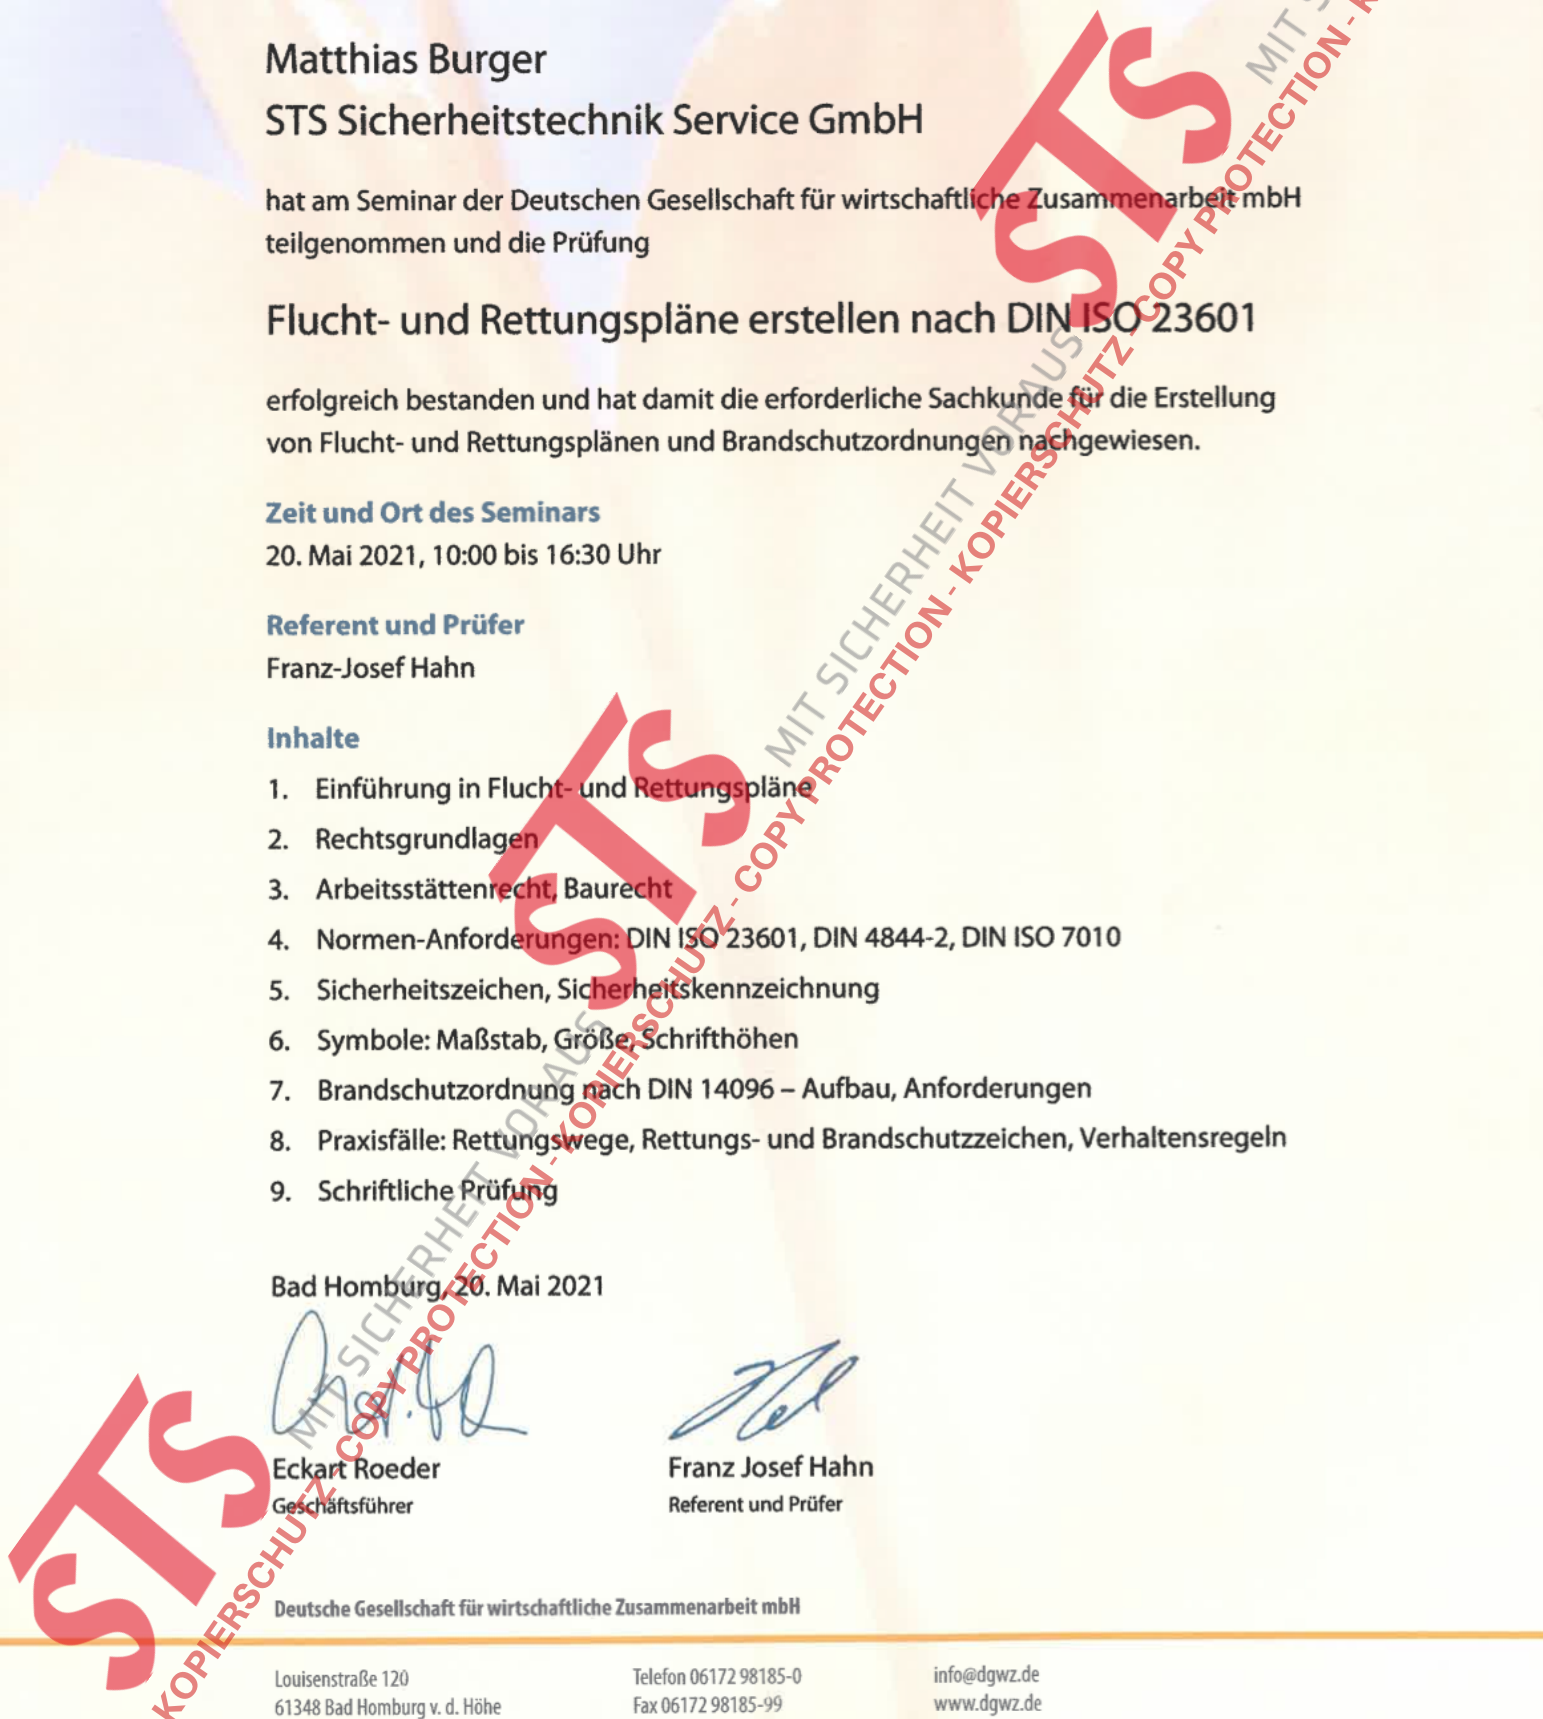 Matthias Burger
STS Sicherheitstechnik Service GmbH
hat am Seminar der Deutschen Gesellschaft für wirtschaftliche Zusammenarbeit mbH
teilgenommen und die Prüfung
Flucht- und Rettungspläne erstellen nach DIN ISO 23601
erfolgreich bestanden und hat damit die erforderliche Sachkunde für die Erstellung
von Flucht- und Rettungsplänen und Brandschutzordnungen nachgewiesen.
Zeit und Ort des Seminars
20. Mai 2021, 10:00 bis 16:30 Uhr
Referent und Prüfer
Franz-Josef Hahn
Inhalte
1. Einführung in Flucht- und Rettungspläne
2. Rechtsgrundlagen
3. Arbeitsstättenrecht, Baurecht
4. Normen-Anforderungen: DIN ISO 23601, DIN 4844-2, DIN ISO 7010
5. Sicherheitszeichen, Sicherheitskennzeichnung
6. Symbole: Maßstab, Größe, Schrifthöhen
7. Brandschutzordnung nach DIN 14096 – Aufbau, Anforderungen
8. Praxisfälle: Rettungswege, Rettungs- und Brandschutzzeichen, Verhaltensregeln
9. Schriftliche Prüfung
Bad Homburg, 20. Mai 2021
Eckart Roeder
Geschäftsführer
Franz Josef Hahn
Referent und Prüfer
Deutsche Gesellschaft für wirtschaftliche Zusammenarbeit mbH
Louisenstraße 120
61348 Bad Homburg v. d. Höhe
Telefon 06172 98185-0
Fax 06172 98185-99
info@dgwz.de
www.dgwz.de
STS MIT SICHERHEIT VORAUS STS MIT SICHERHEIT VORAUS STS MIT
KOPIERSCHUTZ - COPY PROTECTION - KOPIERSCHUTZ - COPY PROTECTION - KOPIERSCHUTZ - COPY PROTECTION -